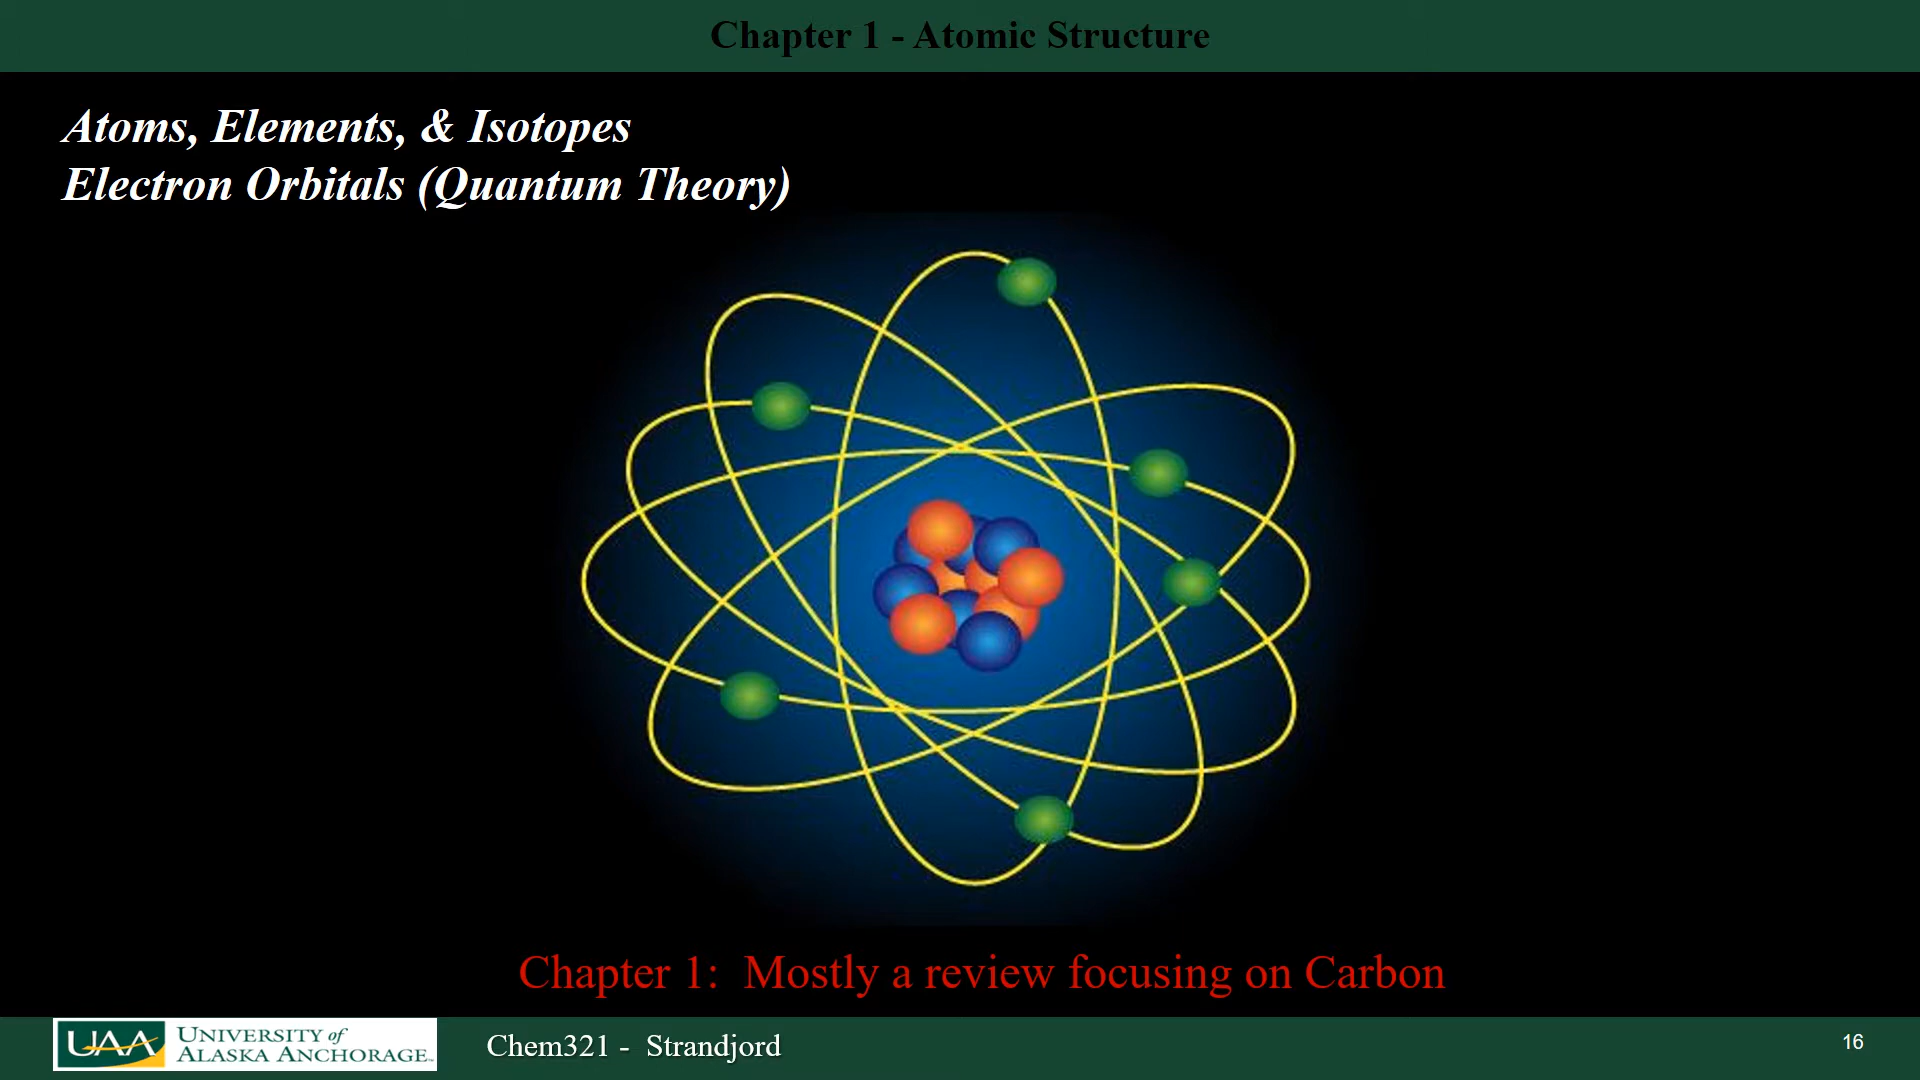 Chapter 1 - Atomic Structure
Atoms, Elements, & Isotopes
Electron Orbitals (Quantum Theory)
Chapter 1:  Mostly a review focusing on Carbon
UAA
UNIVERSITY of
ALASKA ANCHORAGE
Chem321 -  Strandjord
16